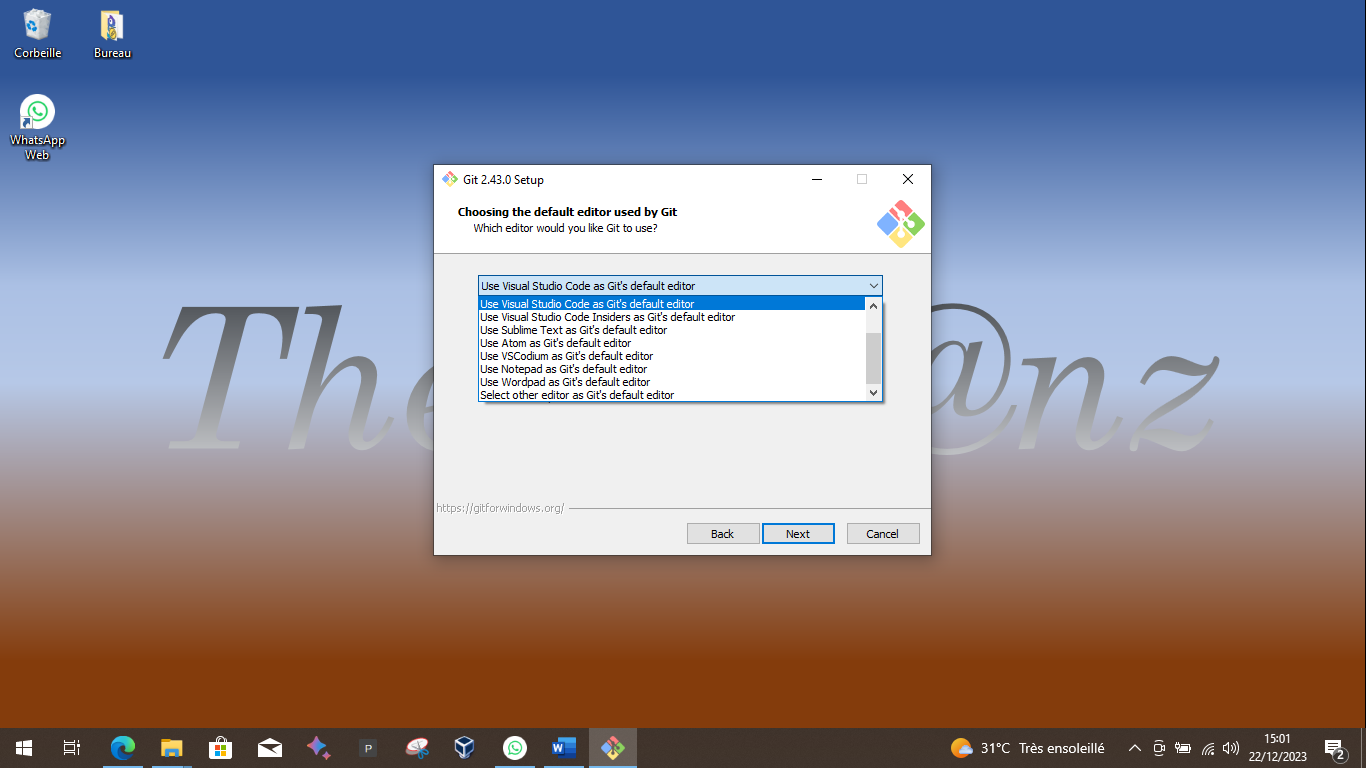 Corbeille
Bureau
WhatsApp
Web
Git 2.43.0 Setup
Choosing the default editor used by Git
Which editor would you like Git to use?
Use Visual Studio Code as Git's default editor
Use Visual Studio Code as Git's default editor
Use Visual Studio Code Insiders as Git's default editor
Use Sublime Text as Git's default editor
Use Atom as Git's default editor
Use VSCodium as Git's default editor
Use Notepad as Git's default editor
Use Wordpad as Git's default editor
Select other editor as Git's default editor
@nz
https://gitforwindows.org/
Back
Next
Cancel
P
W
31°C Très ensoleillé
15:01
22/12/2023
2